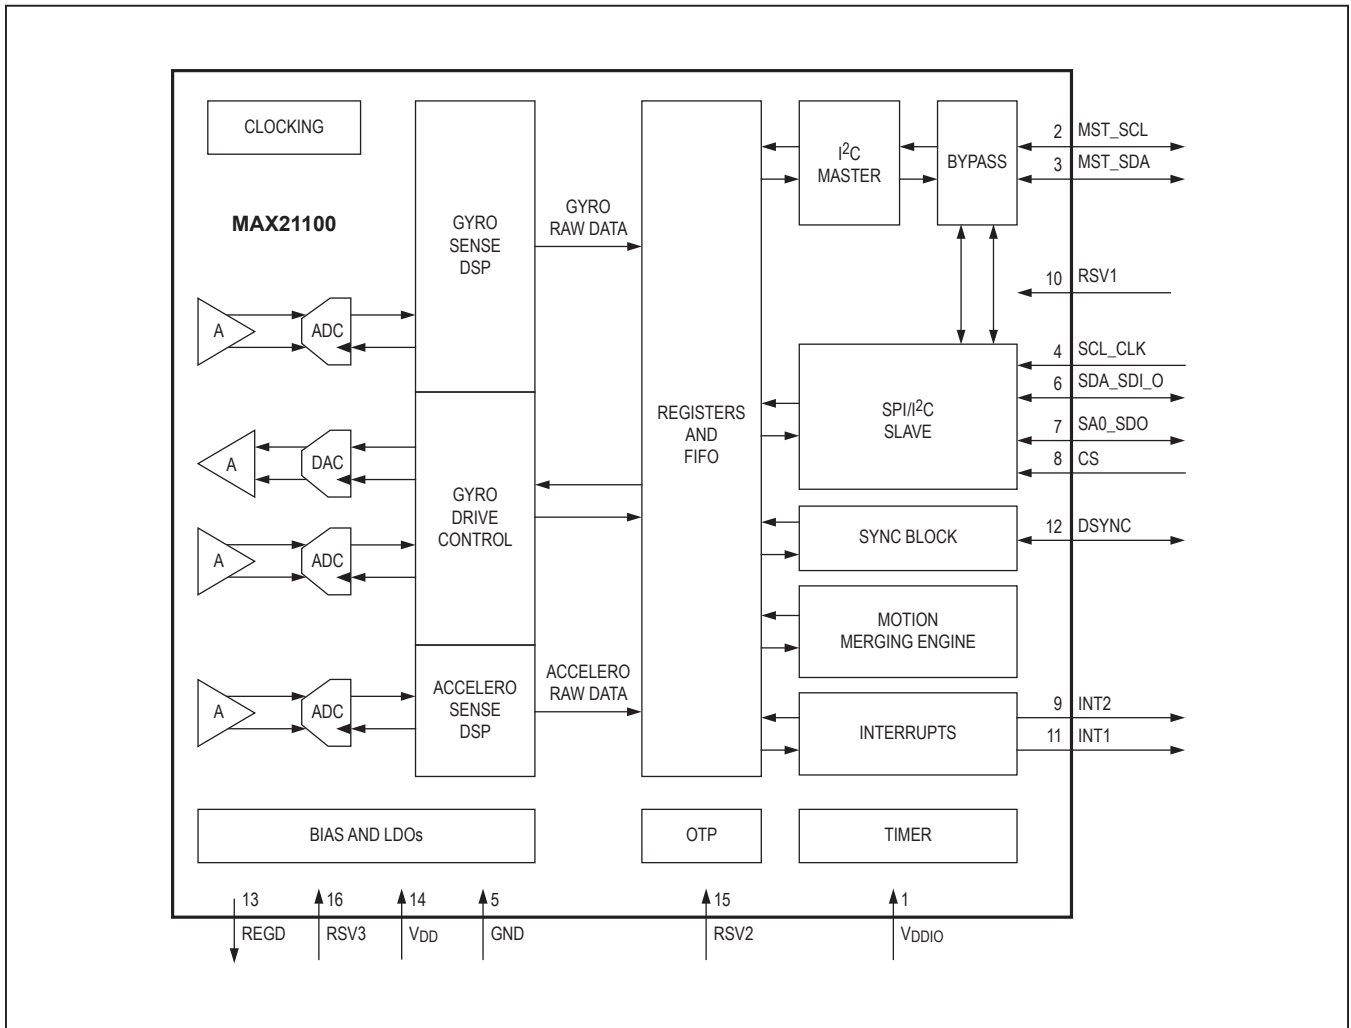 CLOCKING
MAX21100
GYRO
SENSE
DSP
GYRO
RAW DATA
A
ADC
A
DAC
GYRO
DRIVE
CONTROL
A
ADC
ACCELERO
SENSE
DSP
ACCELERO
RAW DATA
A
ADC
REGISTERS
AND
FIFO
I²C
MASTER
BYPASS
2 MST_SCL
3 MST_SDA
10 RSV1
SPI/I²C
SLAVE
4 SCL_CLK
6 SDA_SDI_O
7 SA0_SDO
8 CS
SYNC BLOCK
12 DSYNC
MOTION
MERGING ENGINE
INTERRUPTS
9 INT2
11 INT1
BIAS AND LDOs
OTP
TIMER
13
REGD
16
RSV3
14
VDD
5
GND
15
RSV2
1
VDDIO